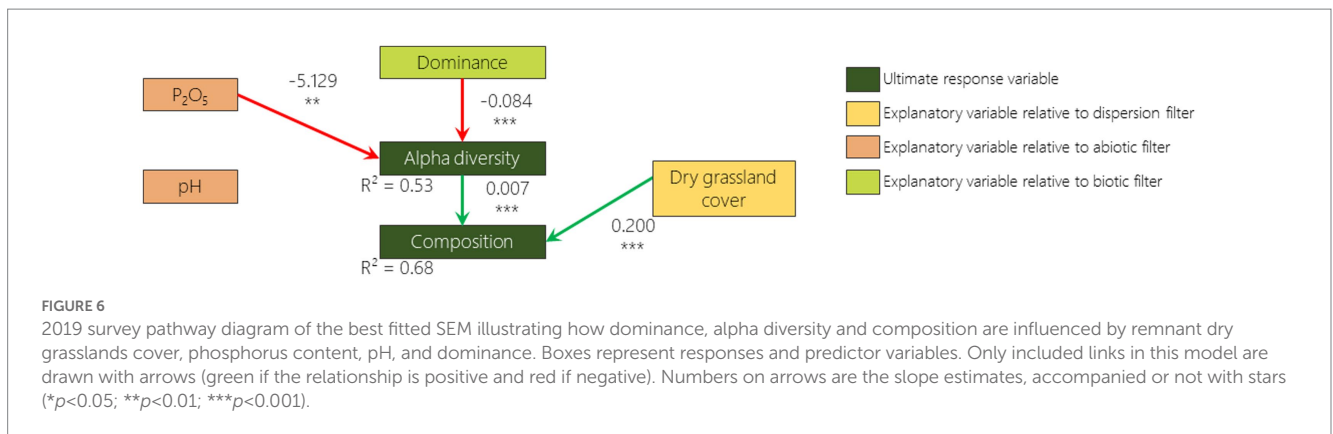 Dominance
P₂O₅
-5.129
**
-0.084
***
Alpha diversity
pH
R² = 0.53
0.007
***
Dry grassland
cover
Composition
0.200
***
R² = 0.68
Ultimate response variable
Explanatory variable relative to dispersion filter
Explanatory variable relative to abiotic filter
Explanatory variable relative to biotic filter
FIGURE 6
2019 survey pathway diagram of the best fitted SEM illustrating how dominance, alpha diversity and composition are influenced by remnant dry
grasslands cover, phosphorus content, pH, and dominance. Boxes represent responses and predictor variables. Only included links in this model are
drawn with arrows (green if the relationship is positive and red if negative). Numbers on arrows are the slope estimates, accompanied or not with stars
(*p<0.05; **p<0.01; ***p<0.001).